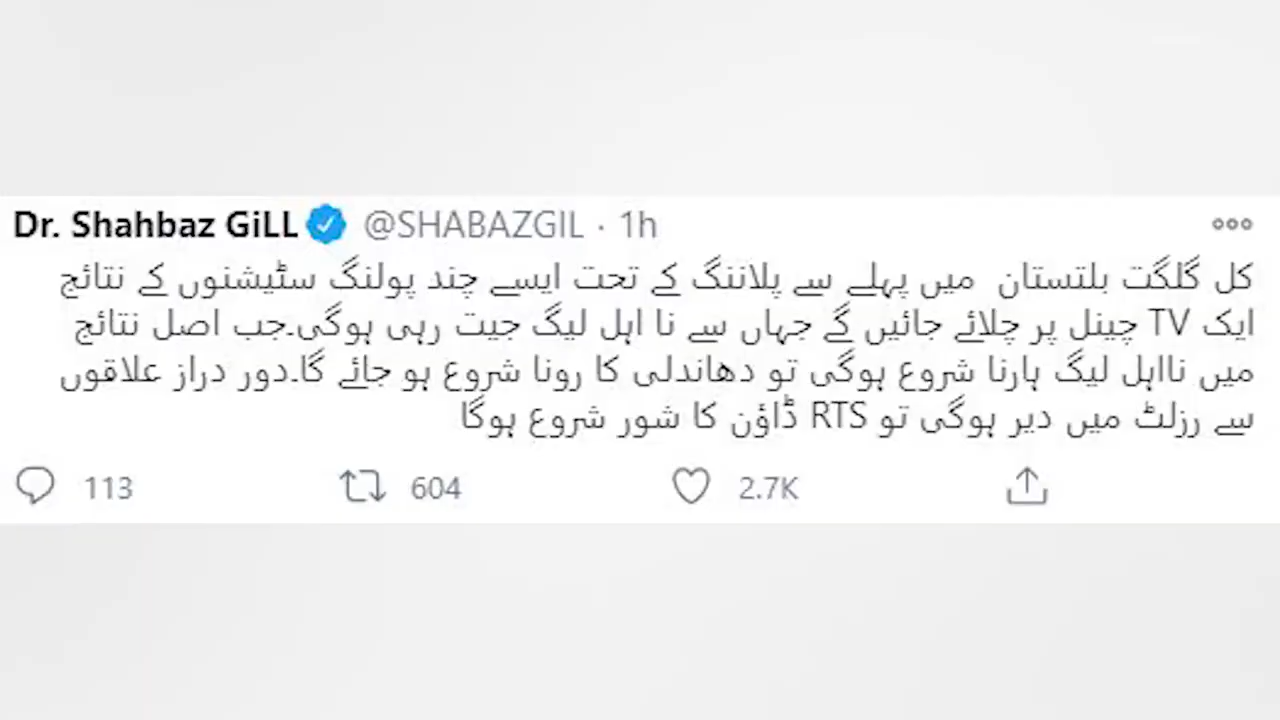 Dr. Shahbaz GiLL @SHABAZGIL · 1h
کل گلگت بلتستان میں پہلے سے پلاننگ کے تحت ایسے چند پولنگ سٹیشنوں کے نتائج
ایک TV چینل پر چلائے جائیں گے جہاں سے نا اہل لیگ جیت رہی ہوگی۔جب اصل نتائج
میں نااہل لیگ ہارنا شروع ہوگی تو دھاندلی کا رونا شروع ہو جائے گا۔دور دراز علاقوں
سے رزلٹ میں دیر ہوگی تو RTS ڈاؤن کا شور شروع ہوگا
113 604 2.7K